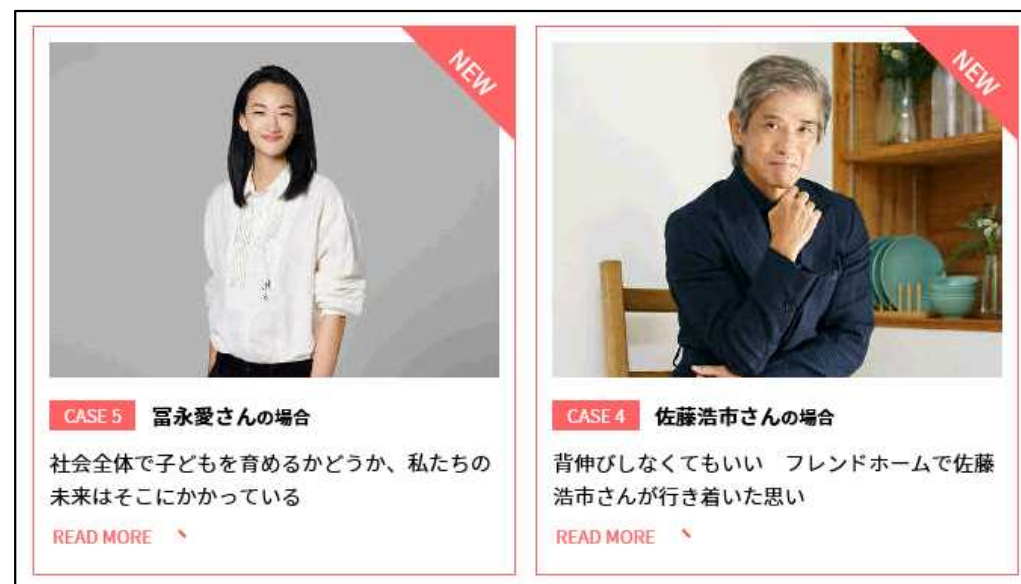 NEW
CASE 5 冨永愛さんの場合
社会全体で子どもを育めるかどうか、私たちの
未来はそこにかかっている
READ MORE
NEW
CASE 4 佐藤浩市さんの場合
背伸びしなくてもいい　フレンドホームで佐藤
浩市さんが行き着いた思い
READ MORE